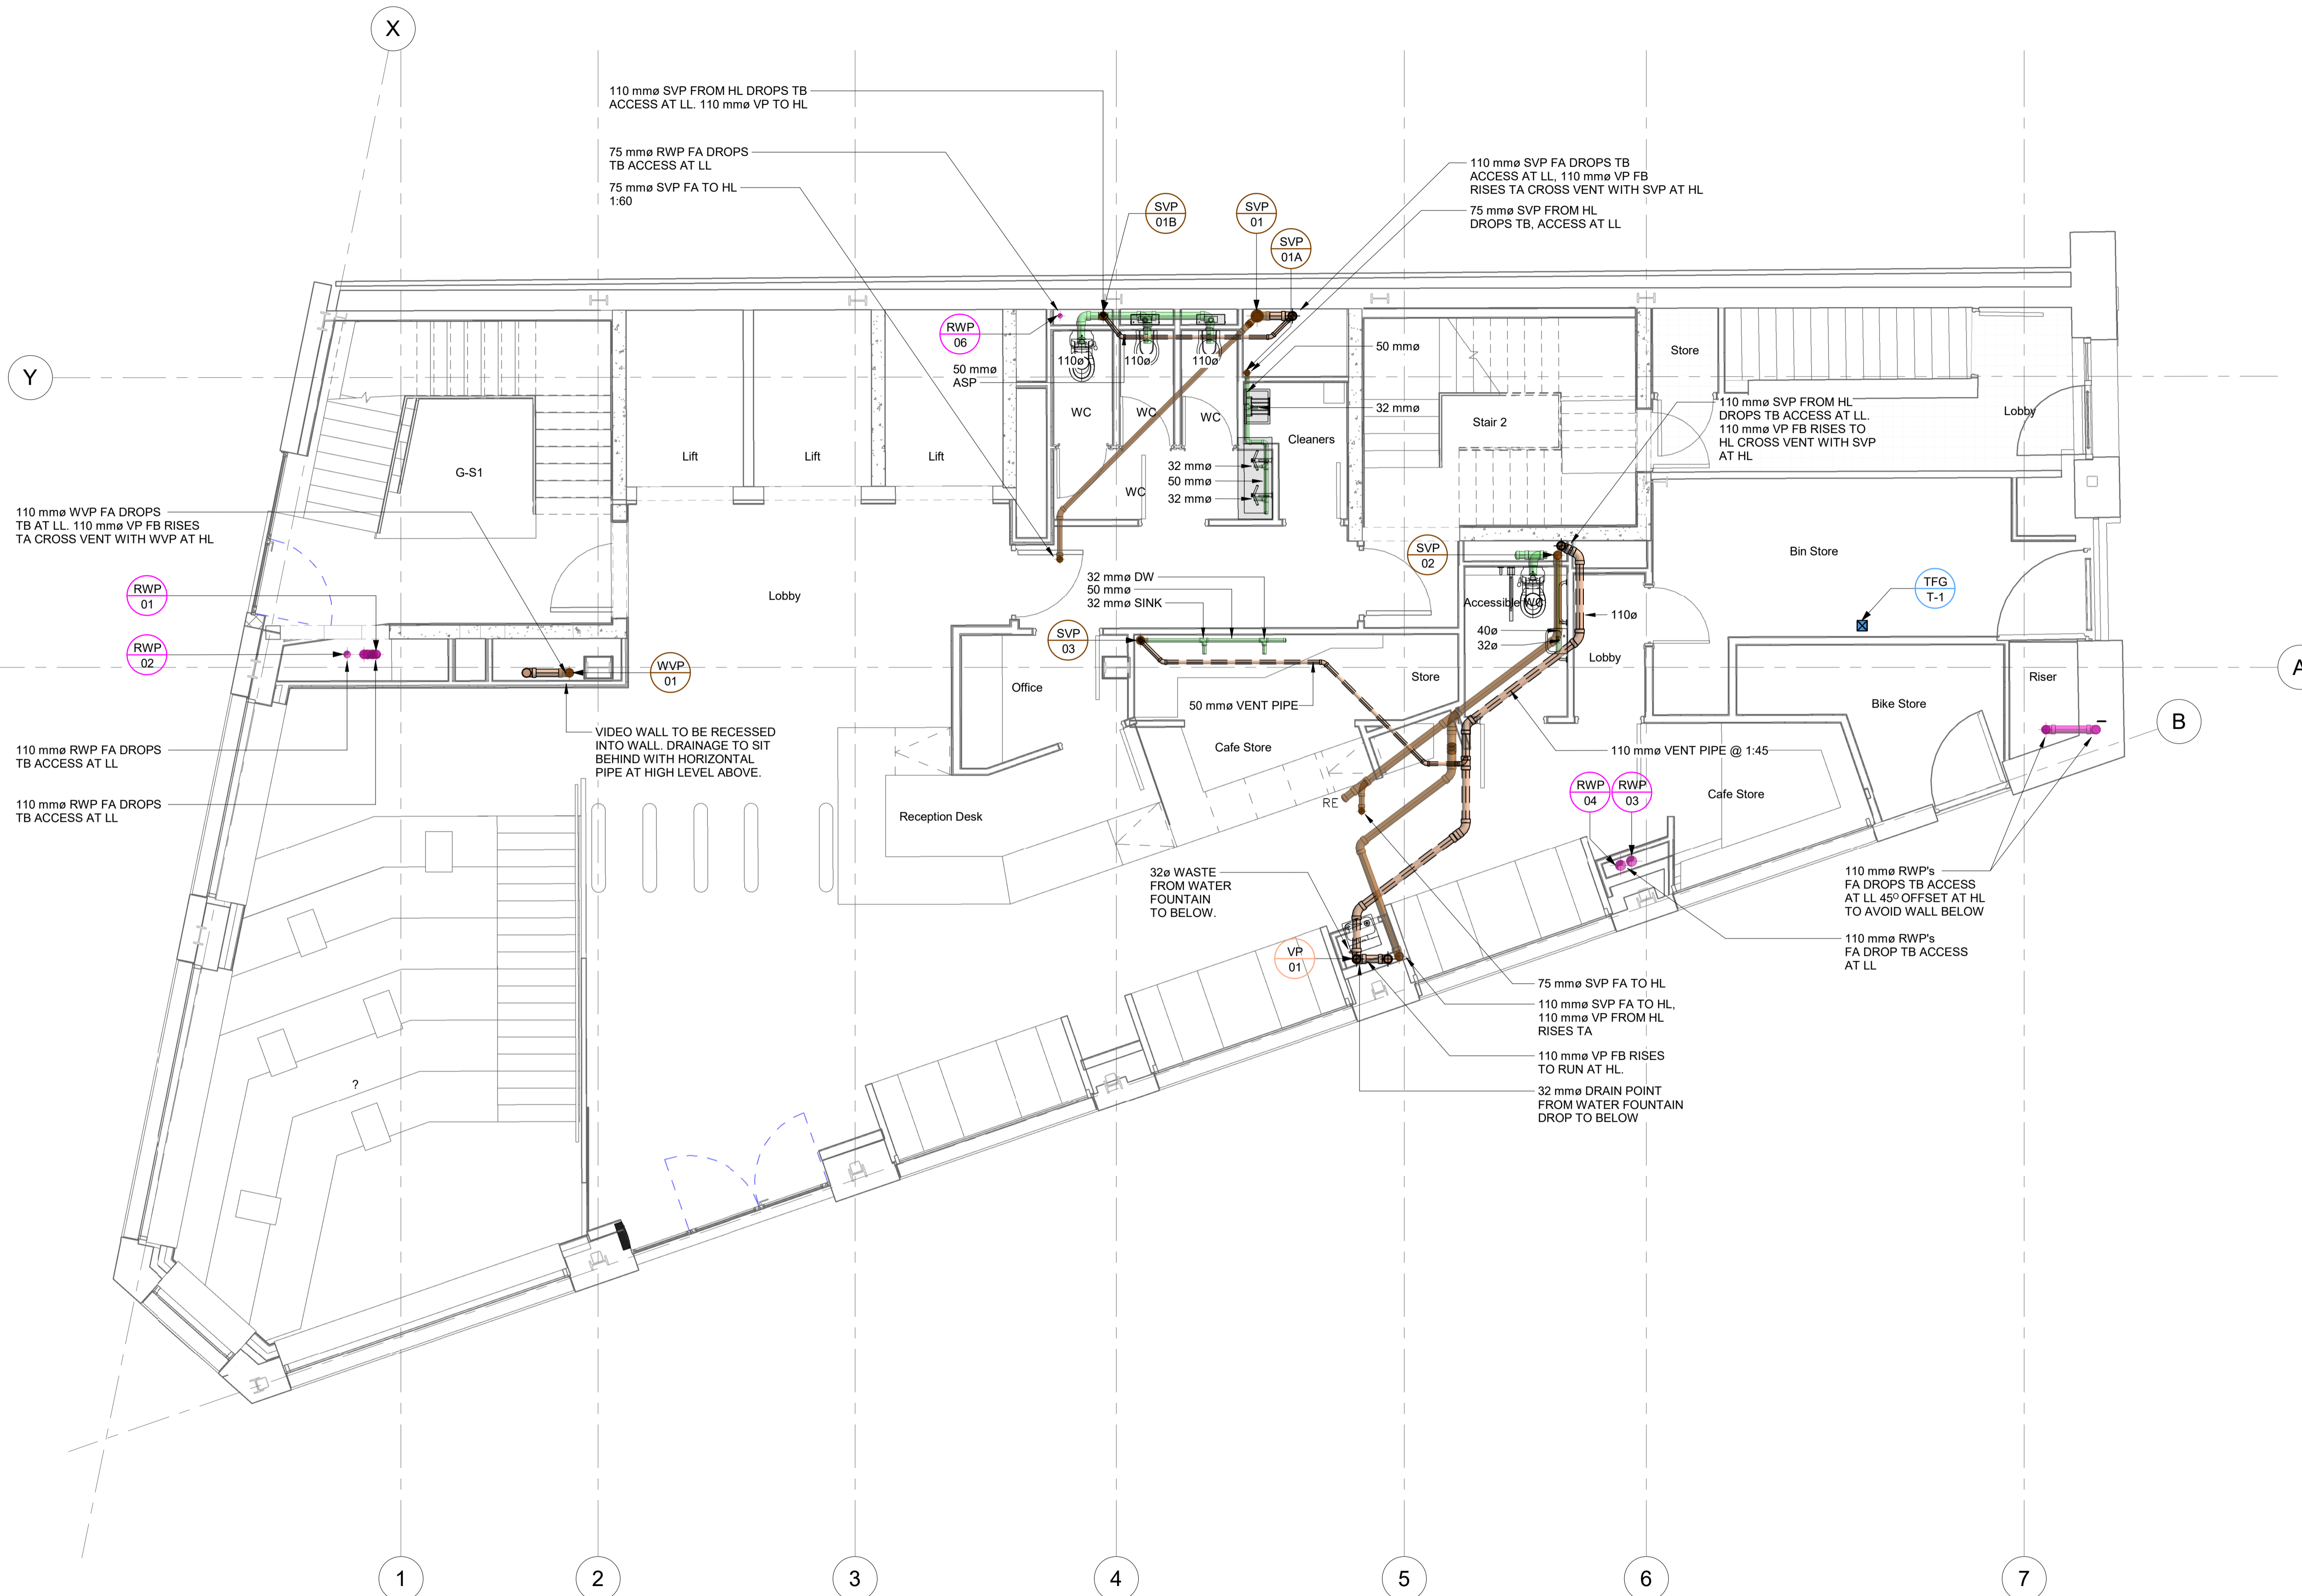 X
110 mmø SVP FROM HL DROPS TB
ACCESS AT LL. 110 mmø VP TO HL
75 mmø RWP FA DROPS
TB ACCESS AT LL
75 mmø SVP FA TO HL
1:60
110 mmø SVP FA DROPS TB
ACCESS AT LL, 110 mmø VP FB
RISES TA CROSS VENT WITH SVP AT HL
75 mmø SVP FROM HL
DROPS TB, ACCESS AT LL
SVP
01B
SVP
01
SVP
01A
RWP
06
50 mmø
ASP
110ø
110ø
110ø
50 mmø
32 mmø
Store
Y
WC
WC
WC
WC
Cleaners
Stair 2
Lobby
110 mmø SVP FROM HL
DROPS TB ACCESS AT LL.
110 mmø VP FB RISES TO
HL CROSS VENT WITH SVP
AT HL
G-S1
Lift
Lift
Lift
32 mmø
50 mmø
32 mmø
110 mmø WVP FA DROPS
TB AT LL. 110 mmø VP FB RISES
TA CROSS VENT WITH WVP AT HL
Bin Store
SVP
02
RWP
01
Lobby
32 mmø DW
50 mmø
32 mmø SINK
Accessible WC
110ø
TFG
T-1
40ø
32ø
RWP
02
SVP
03
Lobby
WVP
01
Office
Store
Riser
A
50 mmø VENT PIPE
Bike Store
B
110 mmø RWP FA DROPS
TB ACCESS AT LL
VIDEO WALL TO BE RECESSED
INTO WALL. DRAINAGE TO SIT
BEHIND WITH HORIZONTAL
PIPE AT HIGH LEVEL ABOVE.
Cafe Store
110 mmø VENT PIPE @ 1:45
110 mmø RWP FA DROPS
TB ACCESS AT LL
RE
RWP
04
RWP
03
Cafe Store
Reception Desk
32ø WASTE
FROM WATER
FOUNTAIN
TO BELOW.
110 mmø RWP's
FA DROPS TB ACCESS
AT LL 45º OFFSET AT HL
TO AVOID WALL BELOW
110 mmø RWP's
FA DROP TB ACCESS
AT LL
VP
01
75 mmø SVP FA TO HL
110 mmø SVP FA TO HL,
110 mmø VP FROM HL
RISES TA
110 mmø VP FB RISES
TO RUN AT HL.
32 mmø DRAIN POINT
FROM WATER FOUNTAIN
DROP TO BELOW
?
1
2
3
4
5
6
7